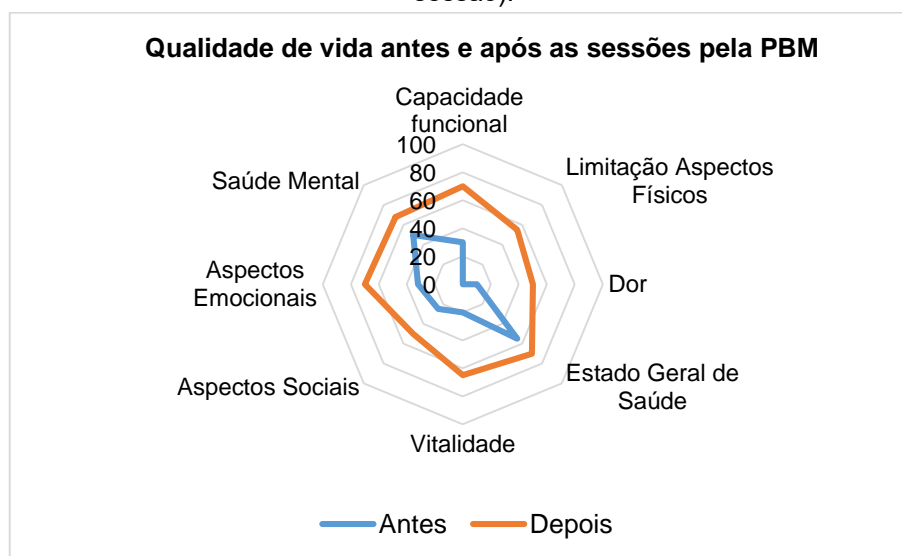 sessão).
Qualidade de vida antes e após as sessões pela PBM
Capacidade
funcional
100
80
60
40
20
0
Limitação Aspectos
Físicos
Dor
Estado Geral de
Saúde
Vitalidade
Aspectos Sociais
Aspectos
Emocionais
Saúde Mental
Antes
Depois